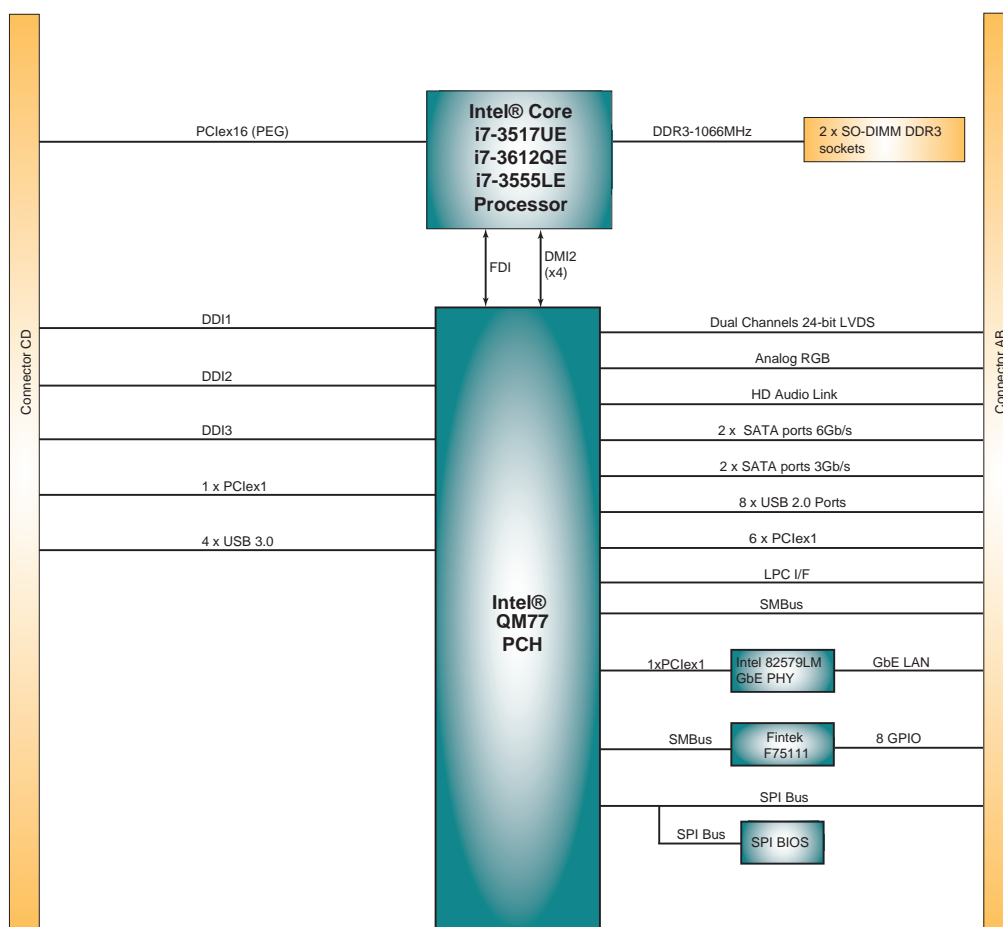 Intel® Core
i7-3517UE
i7-3612QE
i7-3555LE
Processor
PCIex16 (PEG)
DDR3-1066MHz
2 x SO-DIMM DDR3
sockets
FDI
DMI2
(x4)
Connector CD
Connector AB
DDI1
DDI2
DDI3
1 x PCIex1
4 x USB 3.0
Intel®
QM77
PCH
Dual Channels 24-bit LVDS
Analog RGB
HD Audio Link
2 x SATA ports 6Gb/s
2 x SATA ports 3Gb/s
8 x USB 2.0 Ports
6 x PCIex1
LPC I/F
SMBus
1xPCIex1
Intel 82579LM
GbE PHY
GbE LAN
SMBus
Fintek
F75111
8 GPIO
SPI Bus
SPI Bus
SPI BIOS